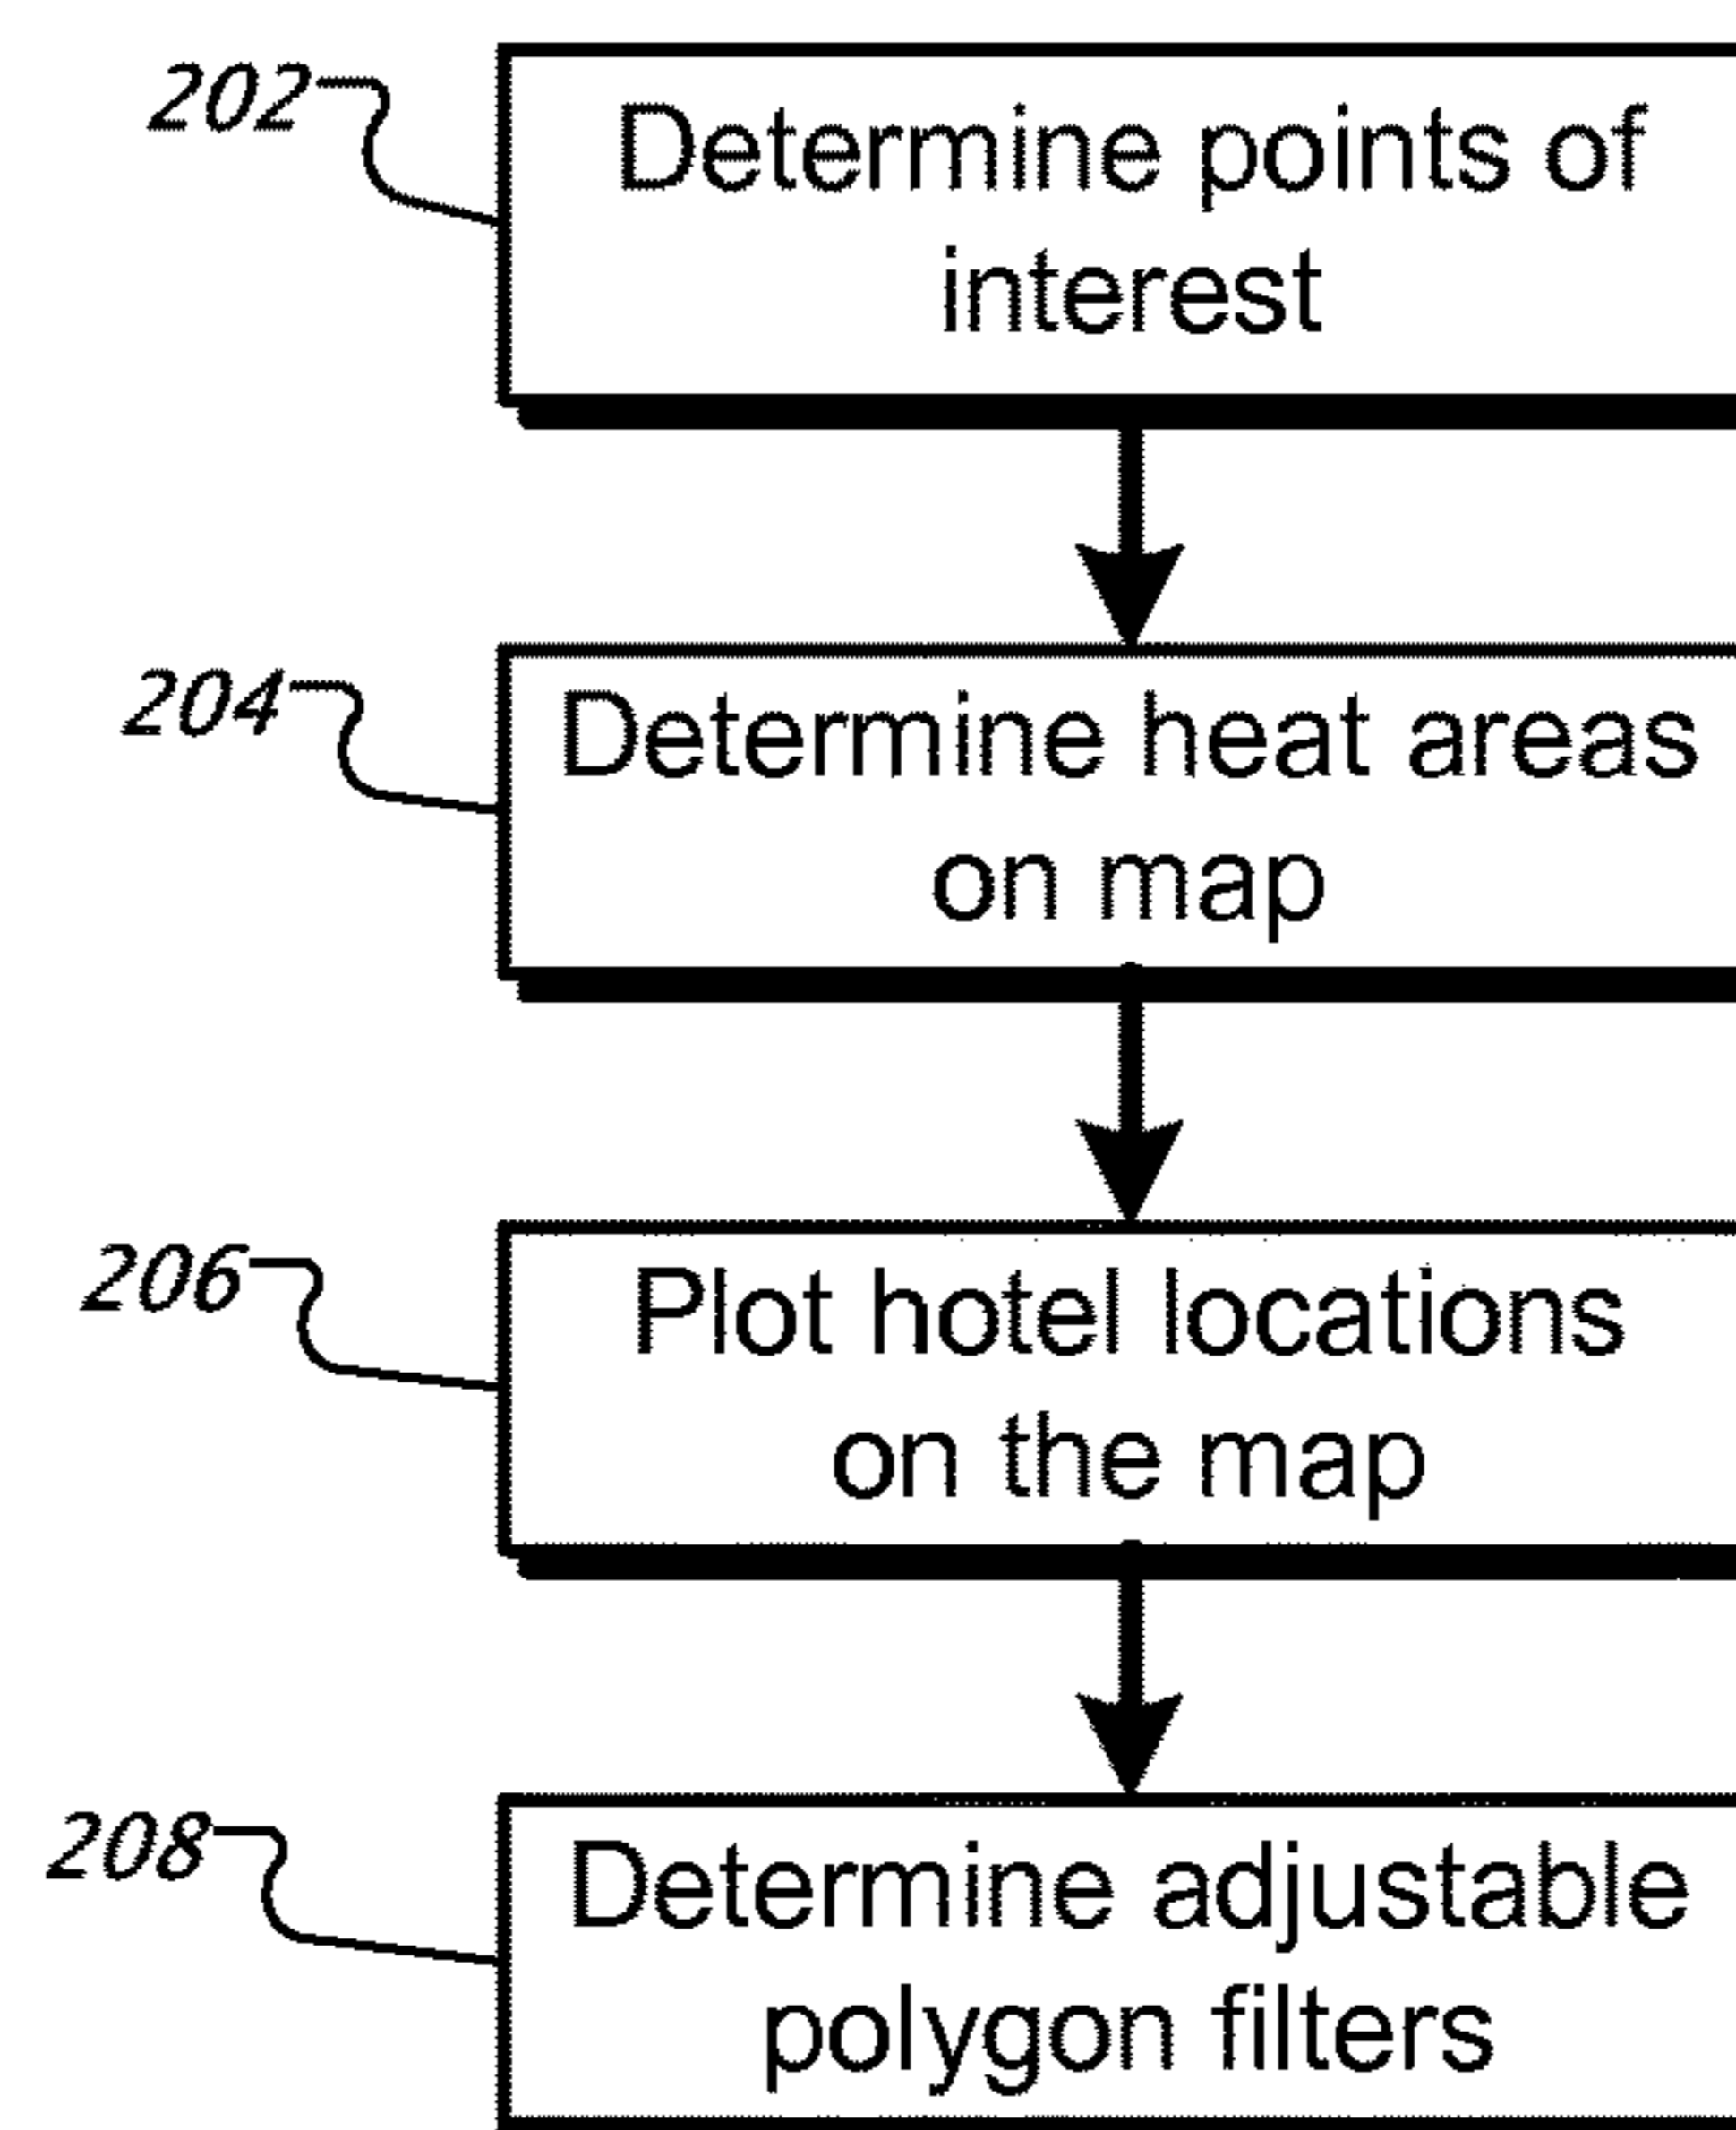 202
Determine points of
interest
204
Determine heat areas
on map
206
Plot hotel locations
on the map
208
Determine adjustable
polygon filters